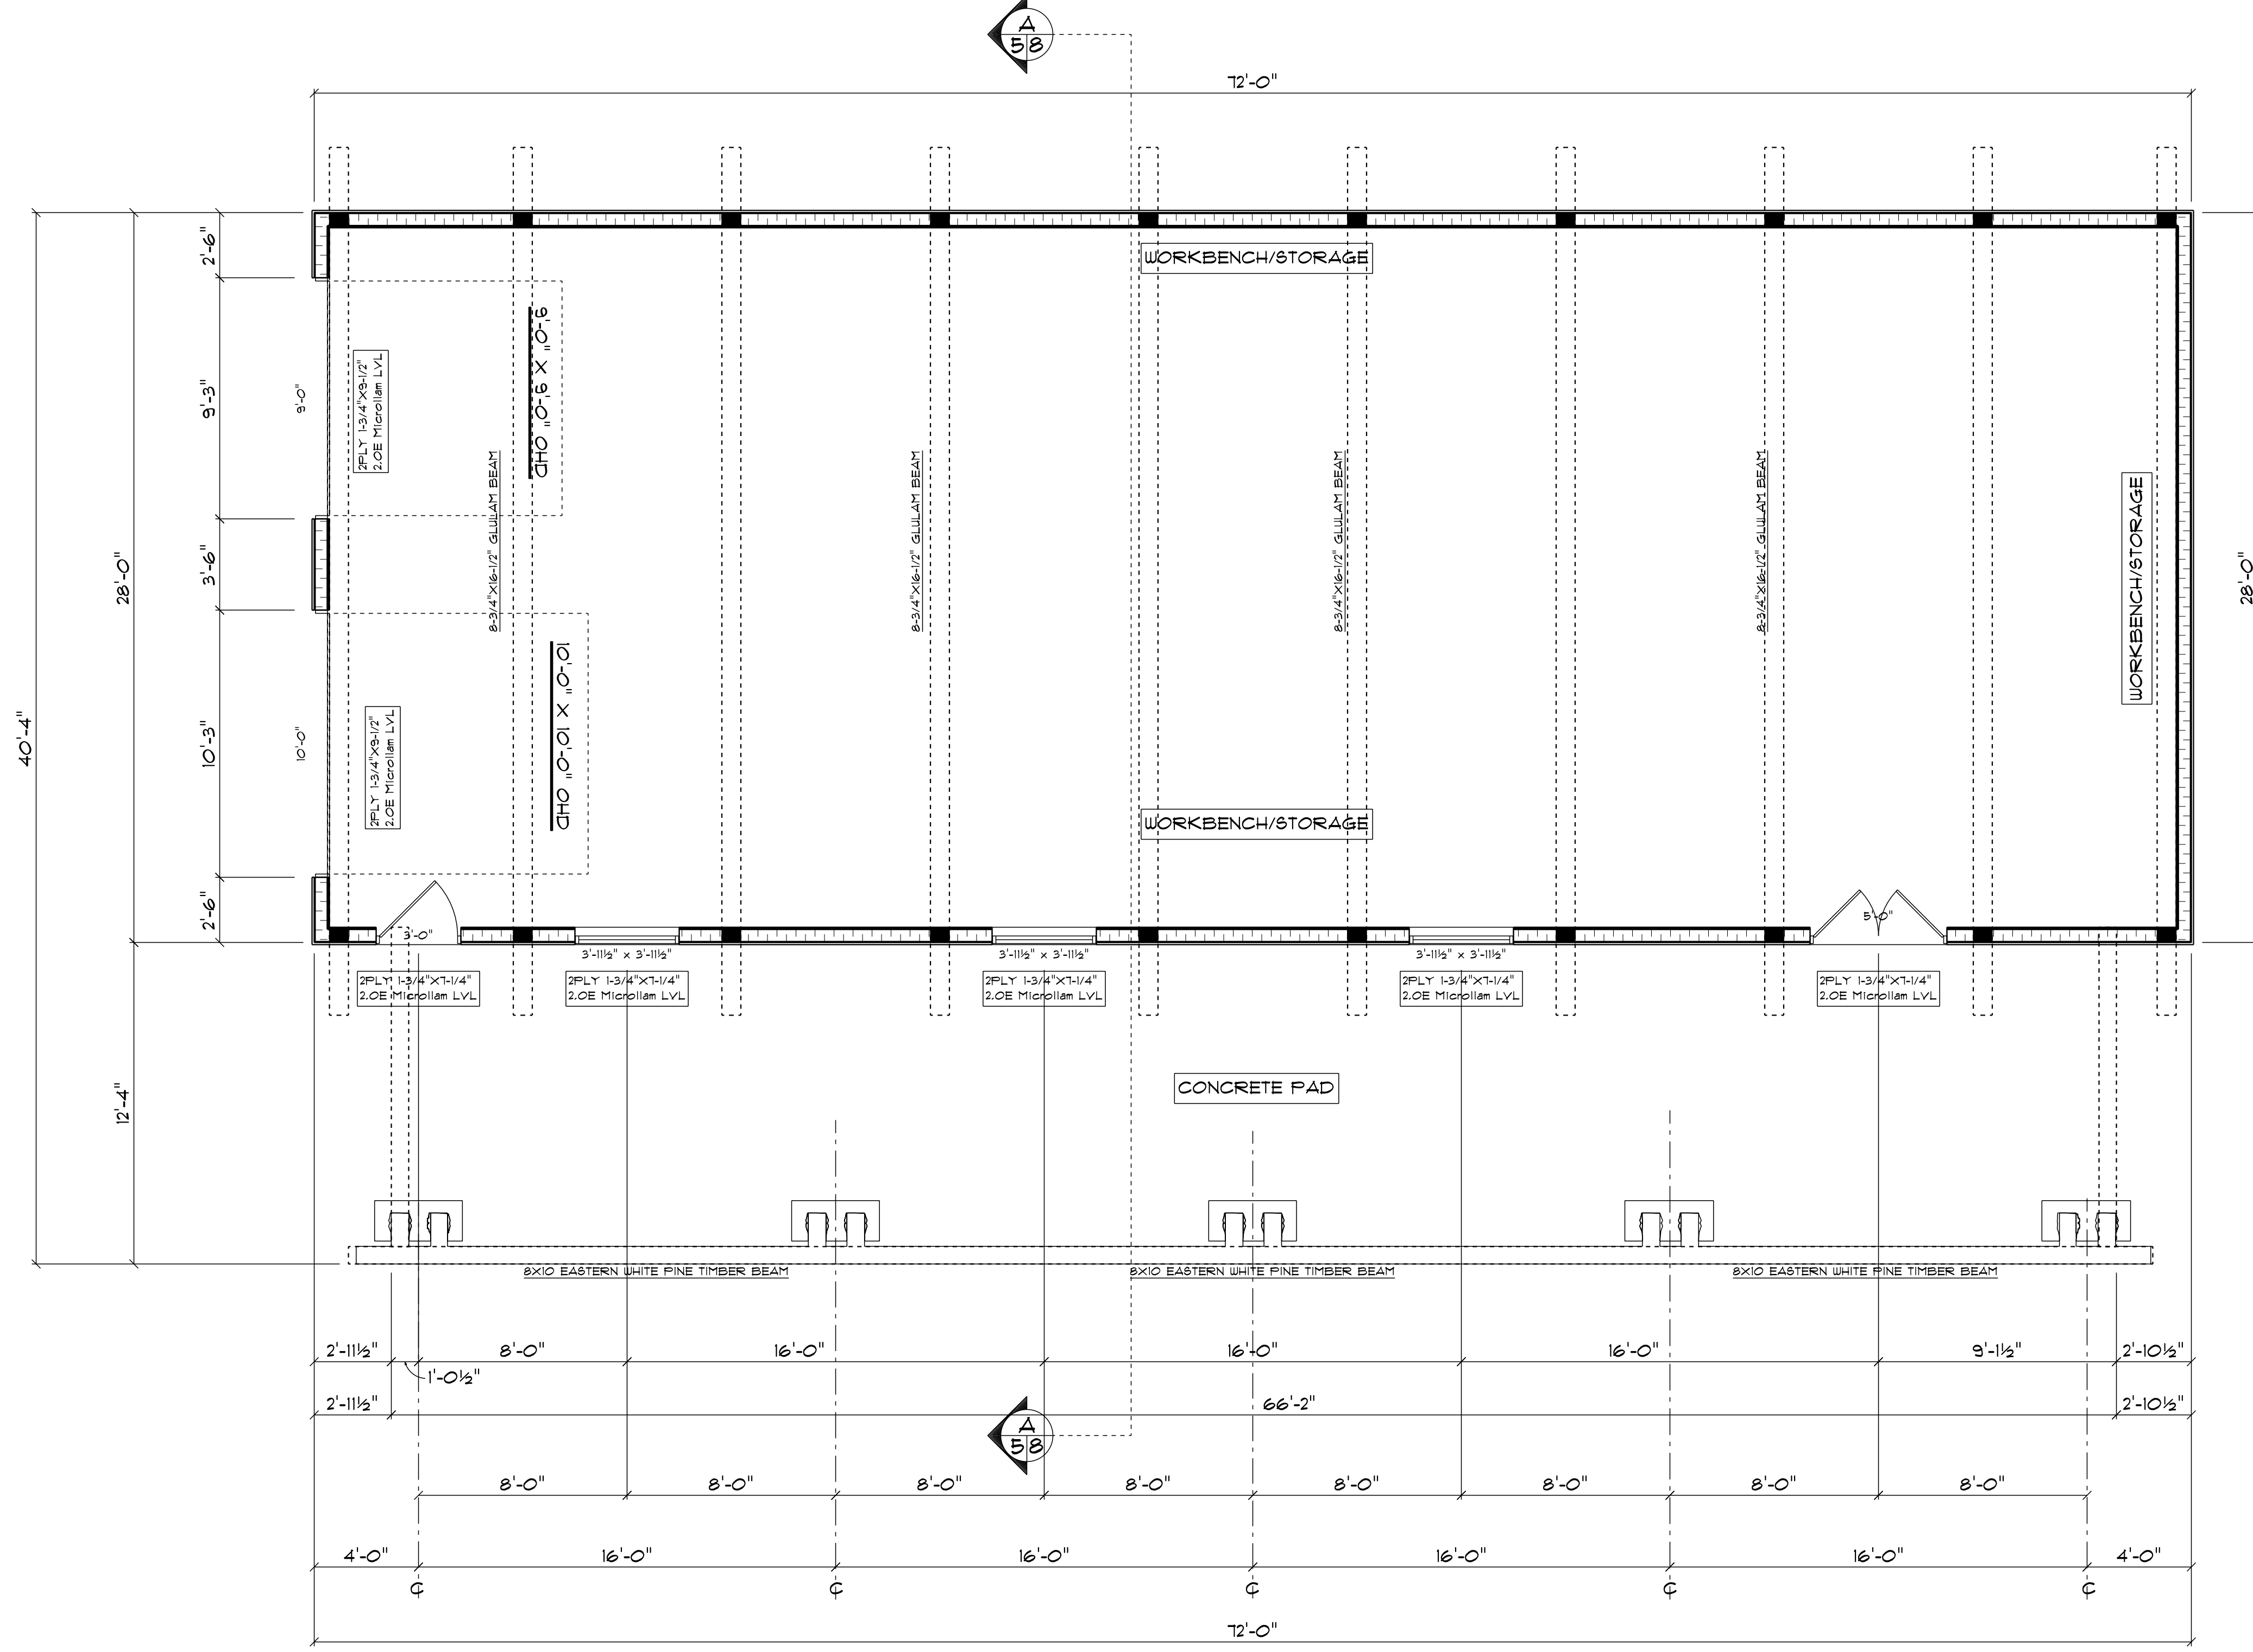 A
58
72'-0"
2'-6"
9'-3"
3'-6"
10'-3"
2'-6"
28'-0"
12'-4"
40'-4"
28'-0"
9'-0"
10'-0"
2PLY 1-3/4"X9-1/2"
2.0E Microllam LVL
9'-0" X 9'-0" OHD
2PLY 1-3/4"X9-1/2"
2.0E Microllam LVL
10'-0" X 10'-0" OHD
8-3/4"X16-1/2" GLULAM BEAM
8-3/4"X16-1/2" GLULAM BEAM
8-3/4"X16-1/2" GLULAM BEAM
8-3/4"X16-1/2" GLULAM BEAM
WORKBENCH/STORAGE
WORKBENCH/STORAGE
WORKBENCH/STORAGE
3'-0"
5'-0"
3'-11½" x 3'-11½"
3'-11½" x 3'-11½"
3'-11½" x 3'-11½"
2PLY 1-3/4"X7-1/4"
2.0E Microllam LVL
2PLY 1-3/4"X7-1/4"
2.0E Microllam LVL
2PLY 1-3/4"X7-1/4"
2.0E Microllam LVL
2PLY 1-3/4"X7-1/4"
2.0E Microllam LVL
2PLY 1-3/4"X7-1/4"
2.0E Microllam LVL
CONCRETE PAD
8X10 EASTERN WHITE PINE TIMBER BEAM
8X10 EASTERN WHITE PINE TIMBER BEAM
8X10 EASTERN WHITE PINE TIMBER BEAM
2'-11½" 8'-0" 16'-0" 16'-0" 16'-0" 9'-1½" 2'-10½"
1'-0½"
2'-11½" 66'-2" 2'-10½"
A
58
8'-0" 8'-0" 8'-0" 8'-0" 8'-0" 8'-0" 8'-0" 8'-0"
4'-0" 16'-0" 16'-0" 16'-0" 16'-0" 4'-0"
℄ ℄ ℄ ℄ ℄
72'-0"